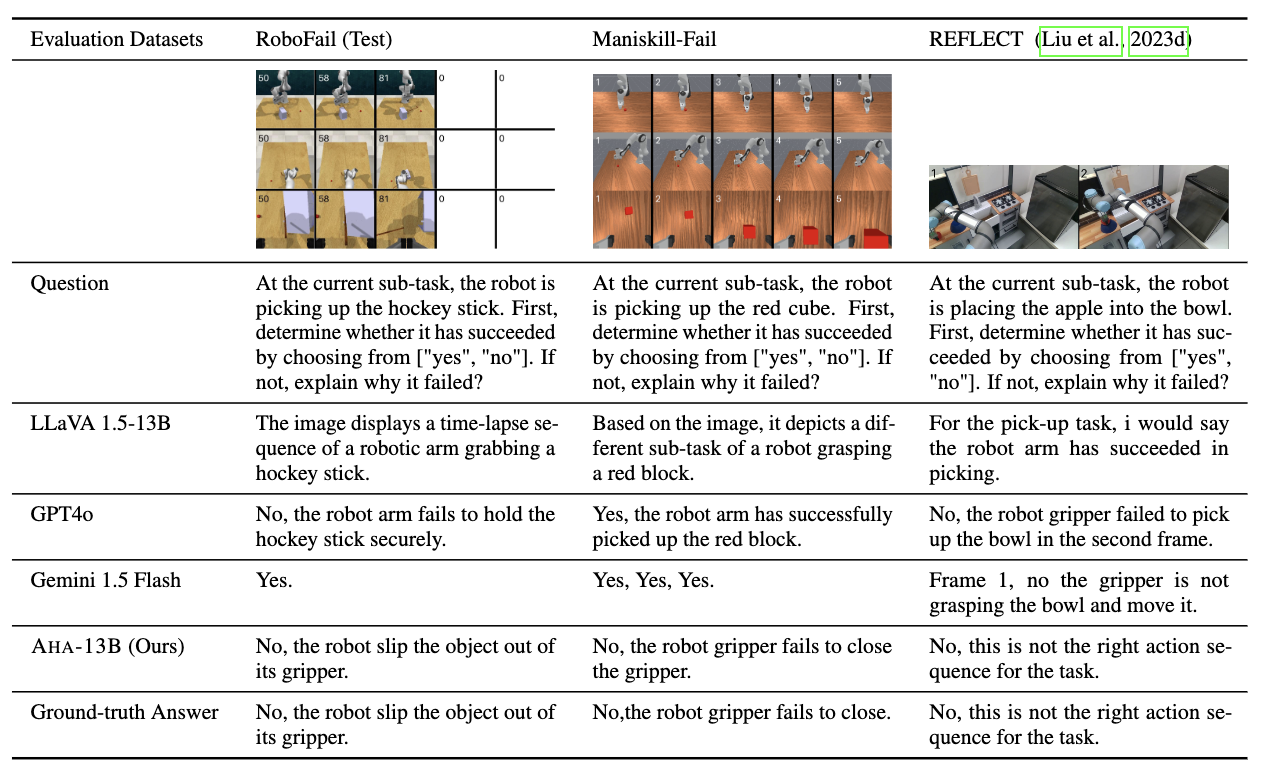 Evaluation Datasets RoboFail (Test) Maniskill-Fail REFLECT (Liu et al., 2023d)
50 58 81 0 0
50 58 81 0 0
50 58 81 0 0
1 2 3 4 5
1 2 3 4 5
1 2 3 4 5
1 2
Question
At the current sub-task, the robot is
picking up the hockey stick. First,
determine whether it has succeeded
by choosing from ["yes", "no"]. If
not, explain why it failed?
At the current sub-task, the robot
is picking up the red cube. First,
determine whether it has succeeded
by choosing from ["yes", "no"]. If
not, explain why it failed?
At the current sub-task, the robot
is placing the apple into the bowl.
First, determine whether it has suc-
ceeded by choosing from ["yes",
"no"]. If not, explain why it failed?
LLaVA 1.5-13B
The image displays a time-lapse se-
quence of a robotic arm grabbing a
hockey stick.
Based on the image, it depicts a dif-
ferent sub-task of a robot grasping
a red block.
For the pick-up task, i would say
the robot arm has succeeded in
picking.
GPT4o
No, the robot arm fails to hold the
hockey stick securely.
Yes, the robot arm has successfully
picked up the red block.
No, the robot gripper failed to pick
up the bowl in the second frame.
Gemini 1.5 Flash
Yes.
Yes, Yes, Yes.
Frame 1, no the gripper is not
grasping the bowl and move it.
AHA-13B (Ours)
No, the robot slip the object out of
its gripper.
No, the robot gripper fails to close
the gripper.
No, this is not the right action se-
quence for the task.
Ground-truth Answer
No, the robot slip the object out of
its gripper.
No,the robot gripper fails to close.
No, this is not the right action se-
quence for the task.